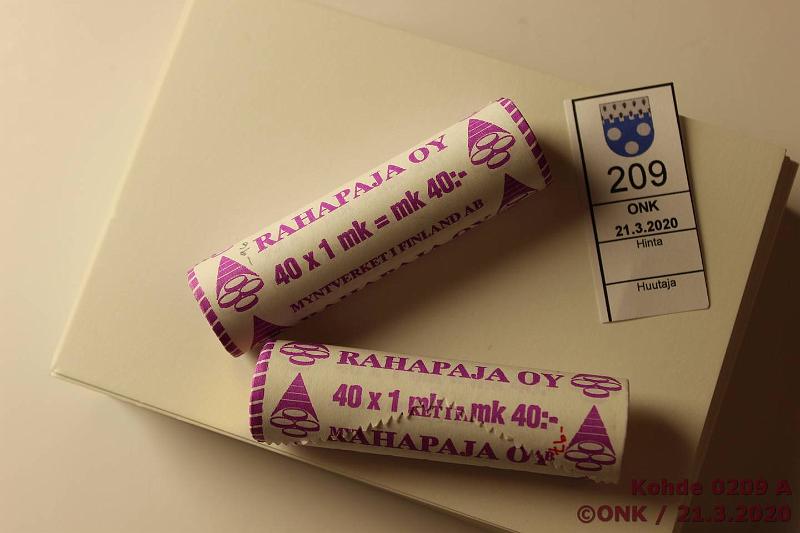 RAHAPAJA OY
40 x 1 mk = mk 40:-
MYNTVERKET I FINLAND AB
RAHAPAJA OY
40 x 1 mk mk 40:-
RAHAPAJA OY
209
ONK
21.3.2020
Hinta
Huutaja
Kohde 0209 A
©ONK / 21.3.2020